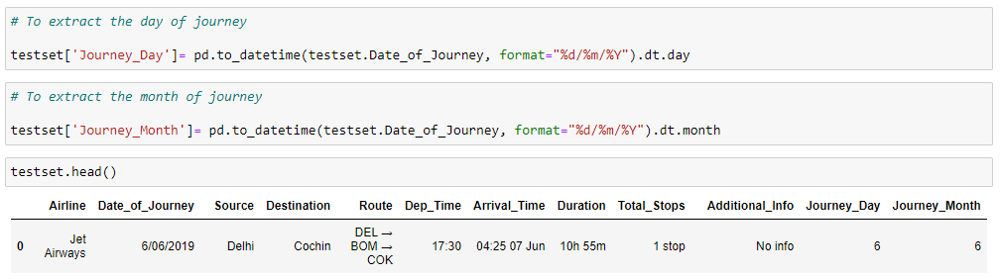 # To extract the day of journey
testset['Journey_Day']= pd.to_datetime(testset.Date_of_Journey, format="%d/%m/%Y").dt.day
# To extract the month of journey
testset['Journey_Month']= pd.to_datetime(testset.Date_of_Journey, format="%d/%m/%Y").dt.month
testset.head()
Airline Date_of_Journey Source Destination Route Dep_Time Arrival_Time Duration Total_Stops Additional_Info Journey_Day Journey_Month
0 Jet Airways 6/06/2019 Delhi Cochin DEL → BOM → COK 17:30 04:25 07 Jun 10h 55m 1 stop No info 6 6